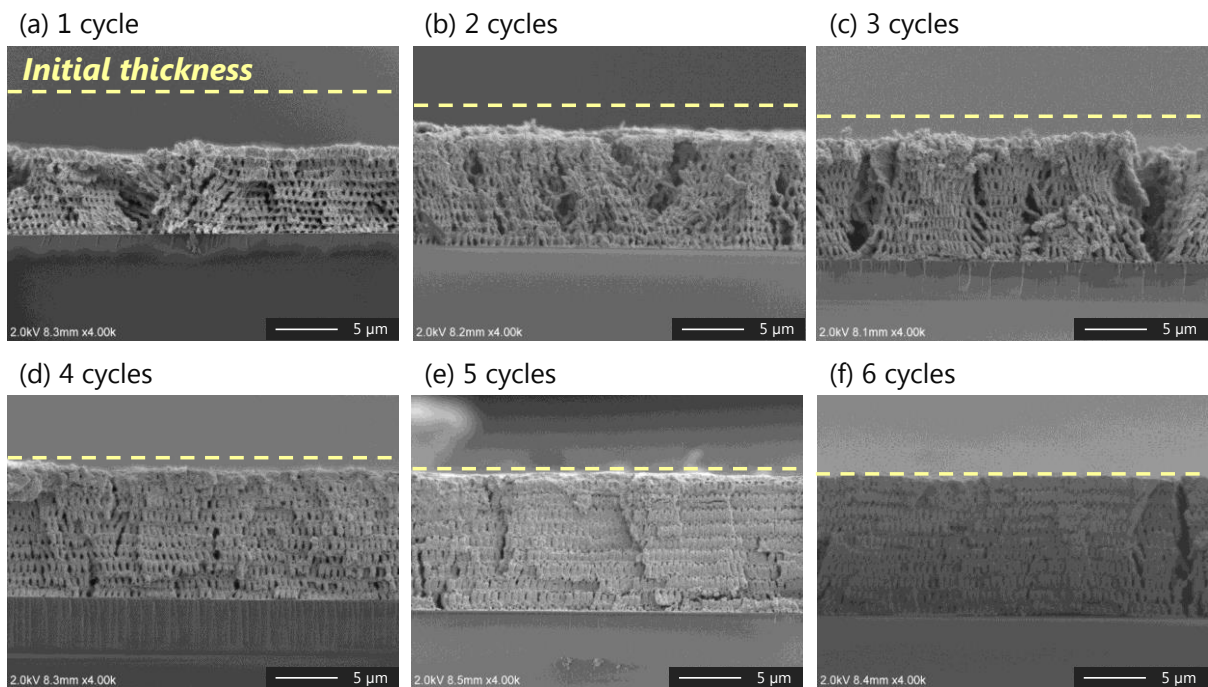 (a) 1 cycle
(b) 2 cycles
(c) 3 cycles
Initial thickness
2.0kV 8.3mm x4.00k
5 µm
2.0kV 8.2mm x4.00k
5 µm
2.0kV 8.1mm x4.00k
5 µm
(d) 4 cycles
(e) 5 cycles
(f) 6 cycles
2.0kV 8.3mm x4.00k
5 µm
2.0kV 8.5mm x4.00k
5 µm
2.0kV 8.4mm x4.00k
5 µm